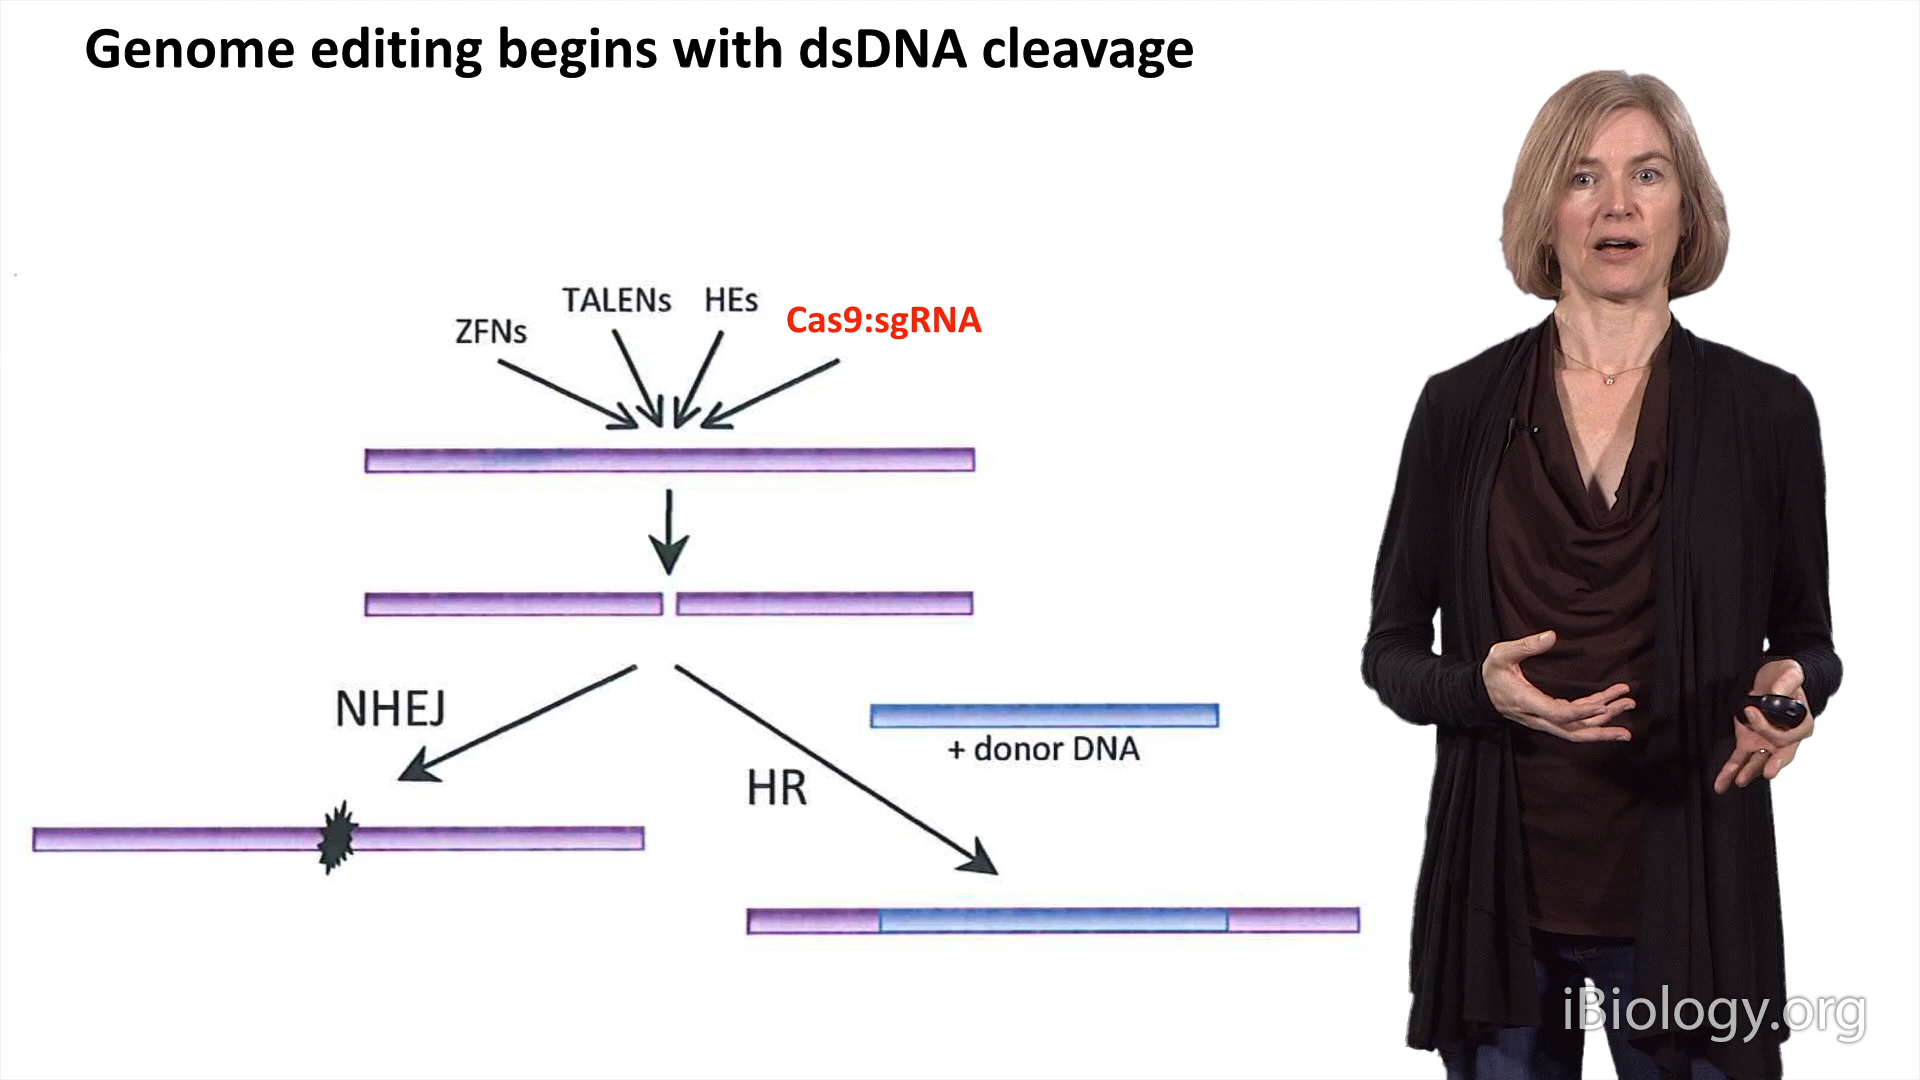 Genome editing begins with dsDNA cleavage
ZFNs
TALENs
HEs
Cas9:sgRNA
NHEJ
HR
+ donor DNA
iBiology.org